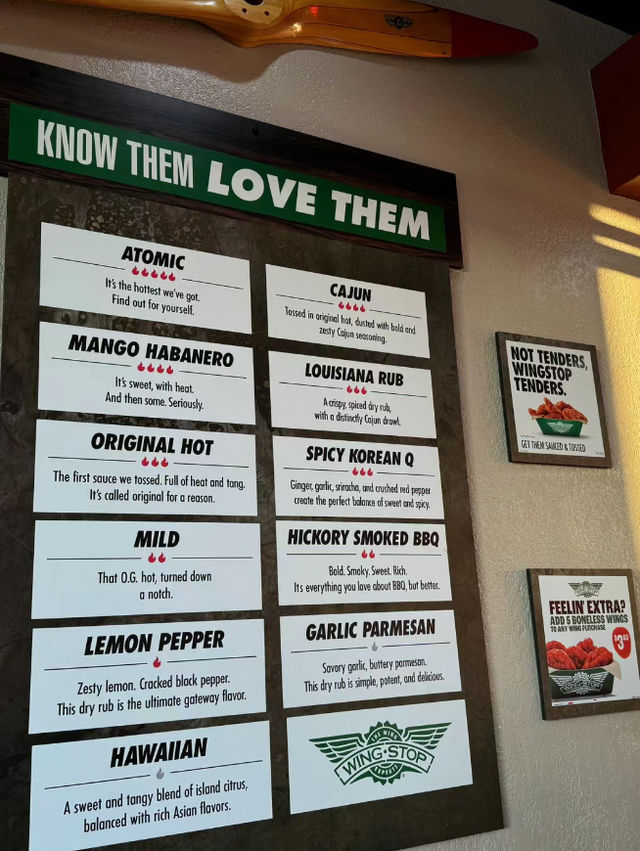 KNOW THEM LOVE THEM
ATOMIC
It's the hottest we've got.
Find out for yourself.
MANGO HABANERO
It's sweet, with heat.
And then some. Seriously.
ORIGINAL HOT
The first sauce we tossed. Full of heat and tang.
It's called original for a reason.
MILD
That O.G. hot, turned down
a notch.
LEMON PEPPER
Zesty lemon. Cracked black pepper.
This dry rub is the ultimate gateway flavor.
HAWAIIAN
A sweet and tangy blend of island citrus,
balanced with rich Asian flavors.
CAJUN
Tossed in original hot, dusted with bold and
zesty Cajun seasoning.
LOUISIANA RUB
A crispy, spiced dry rub,
with a distinctly Cajun drawl.
SPICY KOREAN Q
Ginger, garlic, sriracha, and crushed red pepper
create the perfect balance of sweet and spicy.
HICKORY SMOKED BBQ
Bold. Smoky. Sweet. Rich.
Its everything you love about BBQ, but better.
GARLIC PARMESAN
Savory garlic, buttery parmesan.
This dry rub is simple, potent, and delicious.
THE WING
WING·STOP
EXPERTS
NOT TENDERS,
WINGSTOP
TENDERS.
GET THEM SAUCED & TOSSED
FEELIN' EXTRA?
ADD 5 BONELESS WINGS
TO ANY WING PURCHASE
WING·STOP